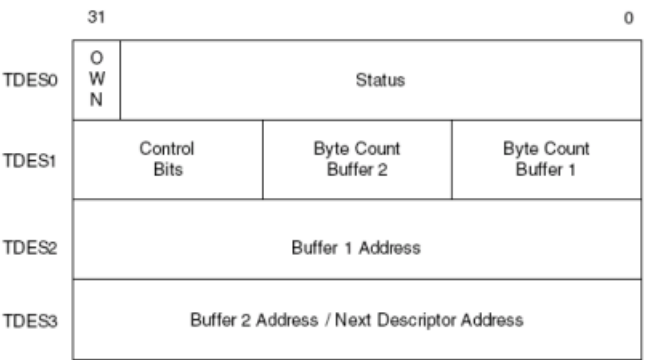 31 0
TDES0 O W N Status
TDES1 Control Bits Byte Count Buffer 2 Byte Count Buffer 1
TDES2 Buffer 1 Address
TDES3 Buffer 2 Address / Next Descriptor Address